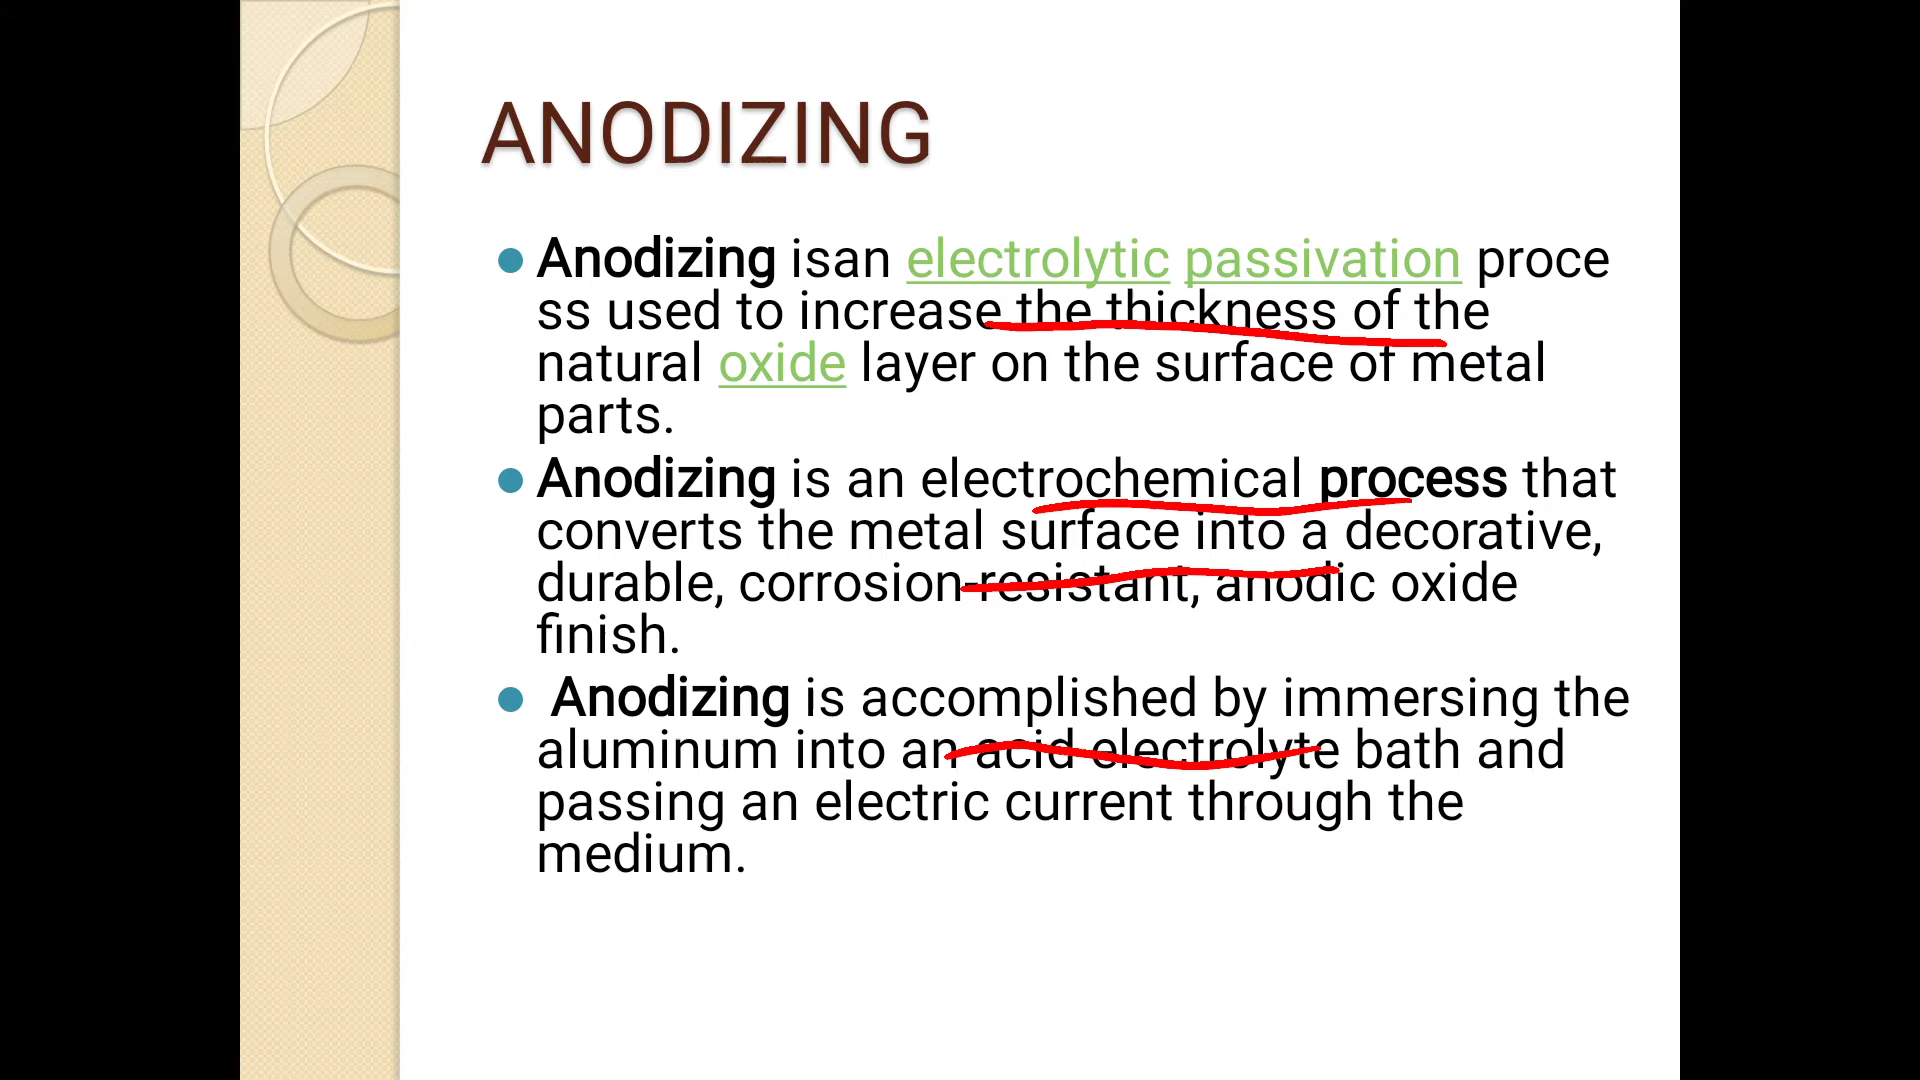 ANODIZING
Anodizing isan electrolytic passivation proce
ss used to increase the thickness of the
natural oxide layer on the surface of metal
parts.
Anodizing is an electrochemical process that
converts the metal surface into a decorative,
durable, corrosion-resistant, anodic oxide
finish.
Anodizing is accomplished by immersing the
aluminum into an acid electrolyte bath and
passing an electric current through the
medium.